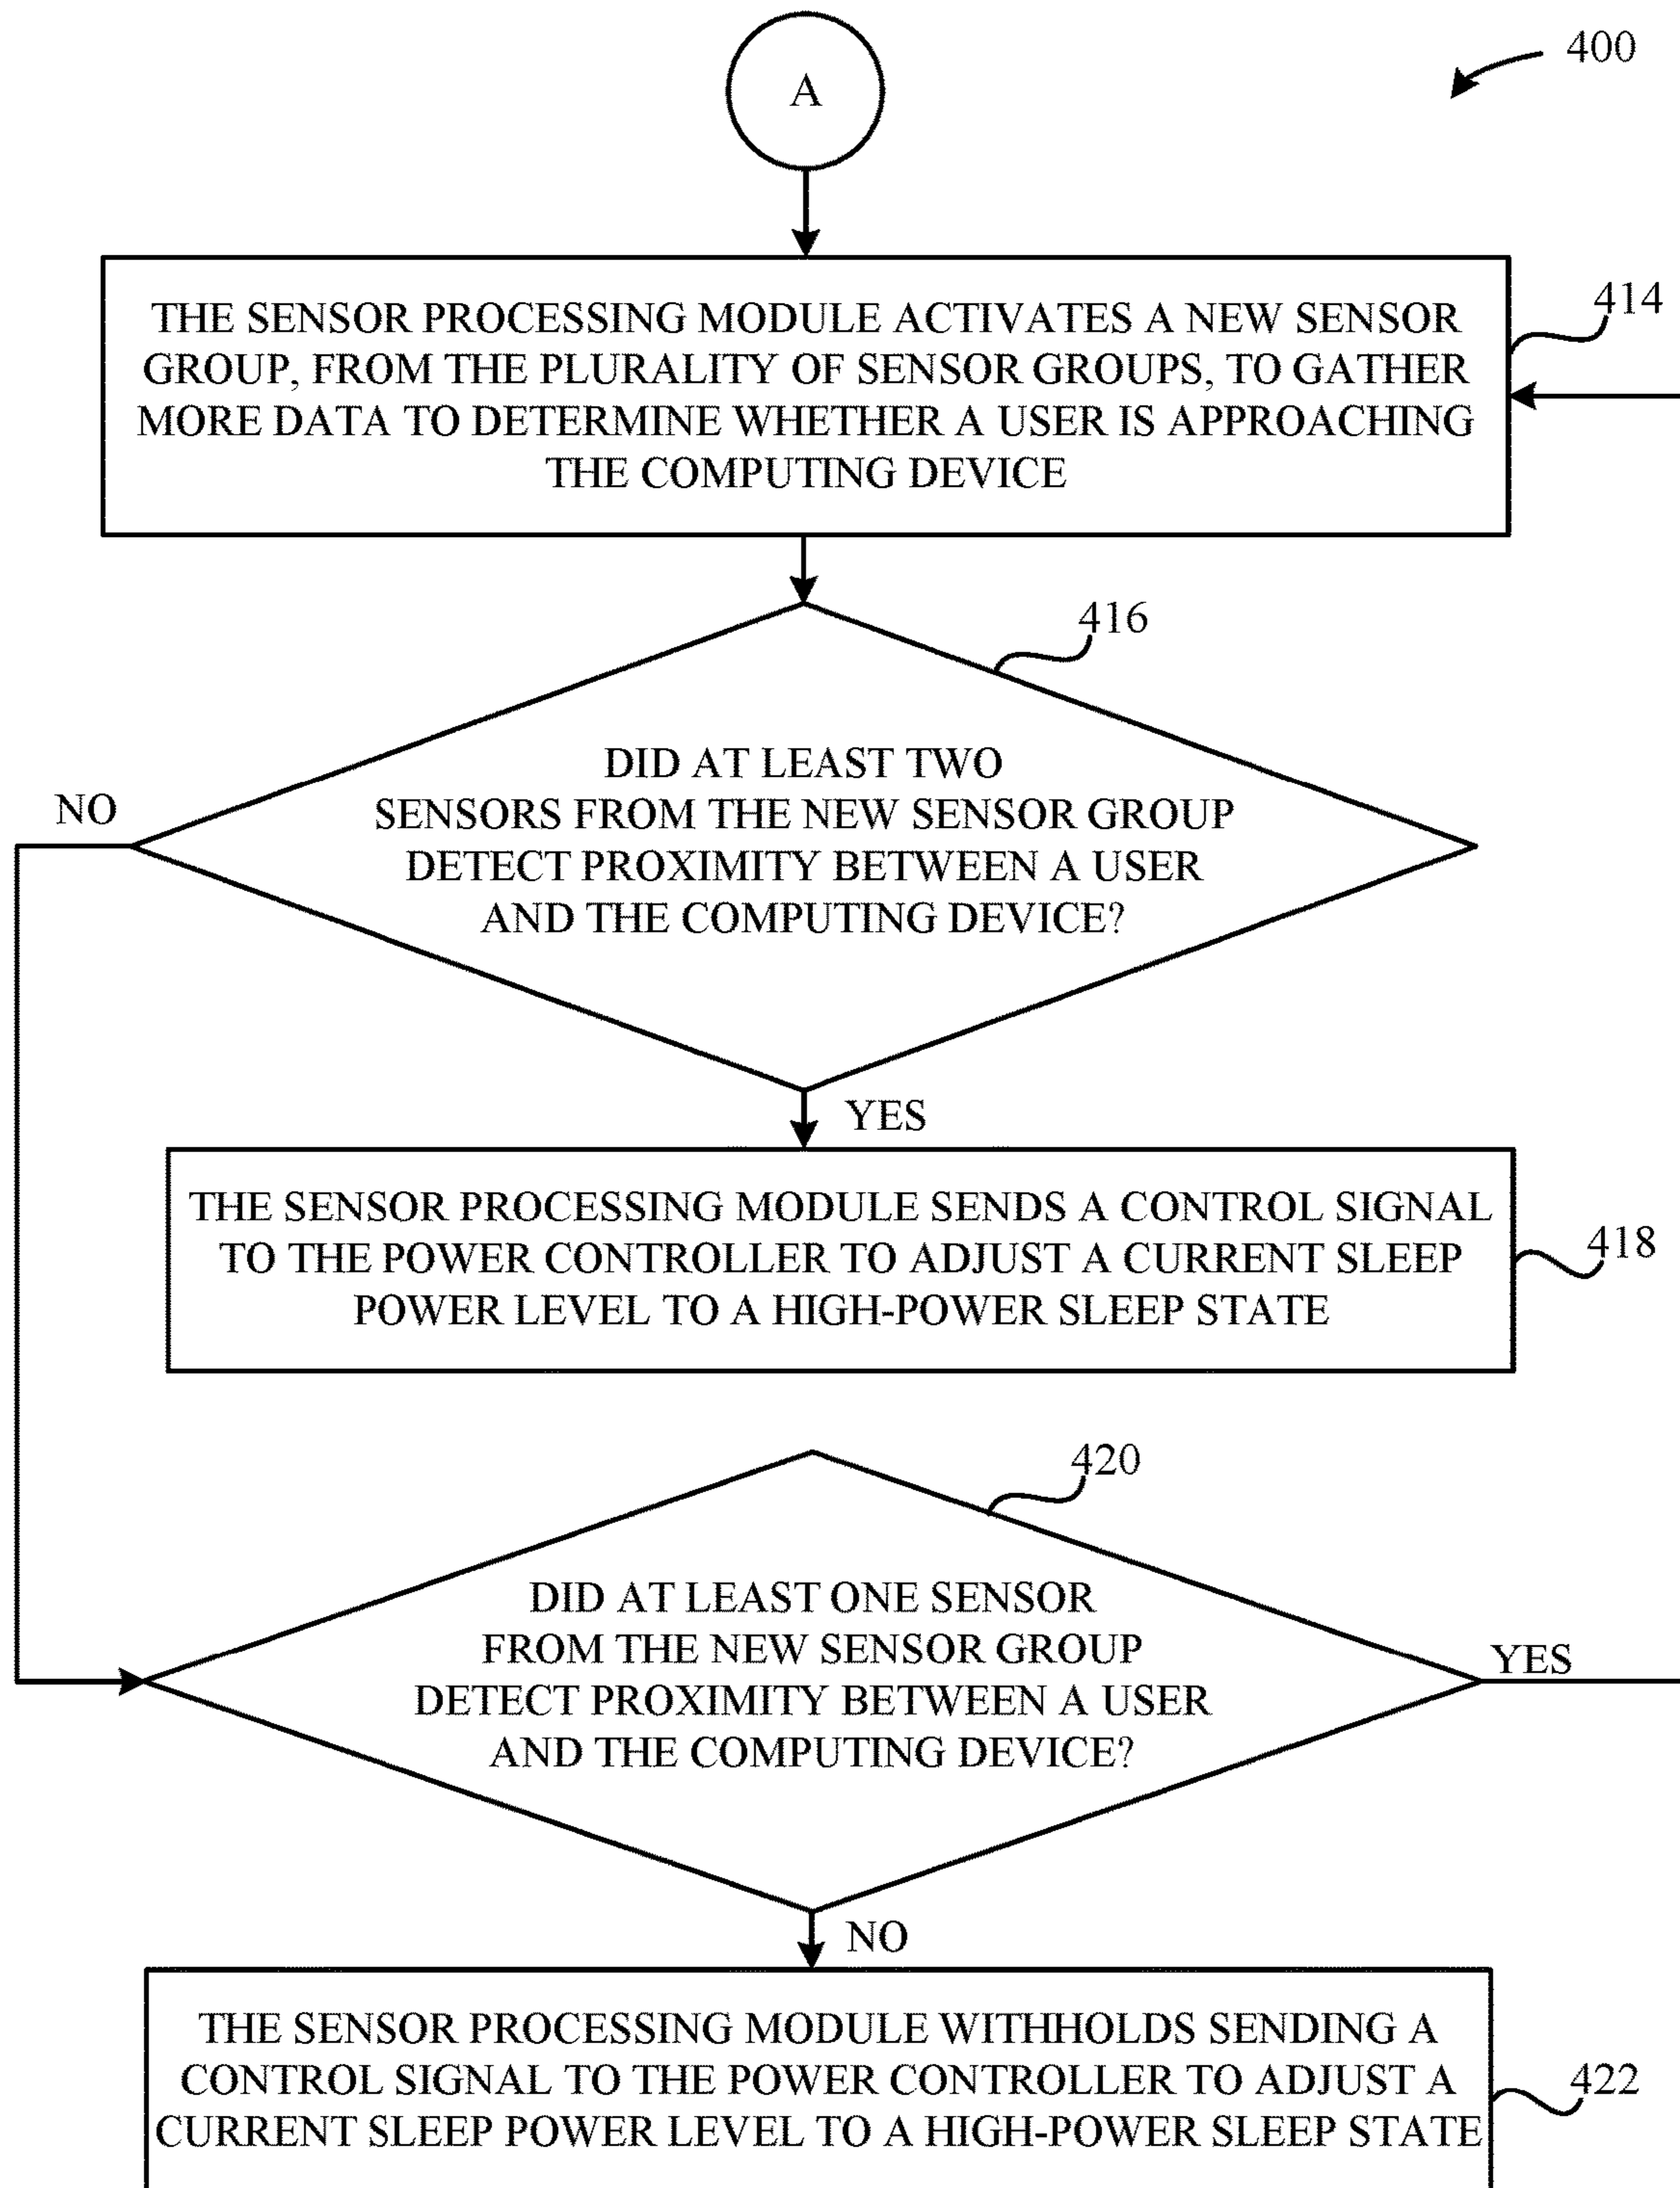 A
400
THE SENSOR PROCESSING MODULE ACTIVATES A NEW SENSOR
GROUP, FROM THE PLURALITY OF SENSOR GROUPS, TO GATHER
MORE DATA TO DETERMINE WHETHER A USER IS APPROACHING
THE COMPUTING DEVICE
414
416
DID AT LEAST TWO
SENSORS FROM THE NEW SENSOR GROUP
DETECT PROXIMITY BETWEEN A USER
AND THE COMPUTING DEVICE?
NO
YES
THE SENSOR PROCESSING MODULE SENDS A CONTROL SIGNAL
TO THE POWER CONTROLLER TO ADJUST A CURRENT SLEEP
POWER LEVEL TO A HIGH-POWER SLEEP STATE
418
420
DID AT LEAST ONE SENSOR
FROM THE NEW SENSOR GROUP
DETECT PROXIMITY BETWEEN A USER
AND THE COMPUTING DEVICE?
YES
NO
THE SENSOR PROCESSING MODULE WITHHOLDS SENDING A
CONTROL SIGNAL TO THE POWER CONTROLLER TO ADJUST A
CURRENT SLEEP POWER LEVEL TO A HIGH-POWER SLEEP STATE
422